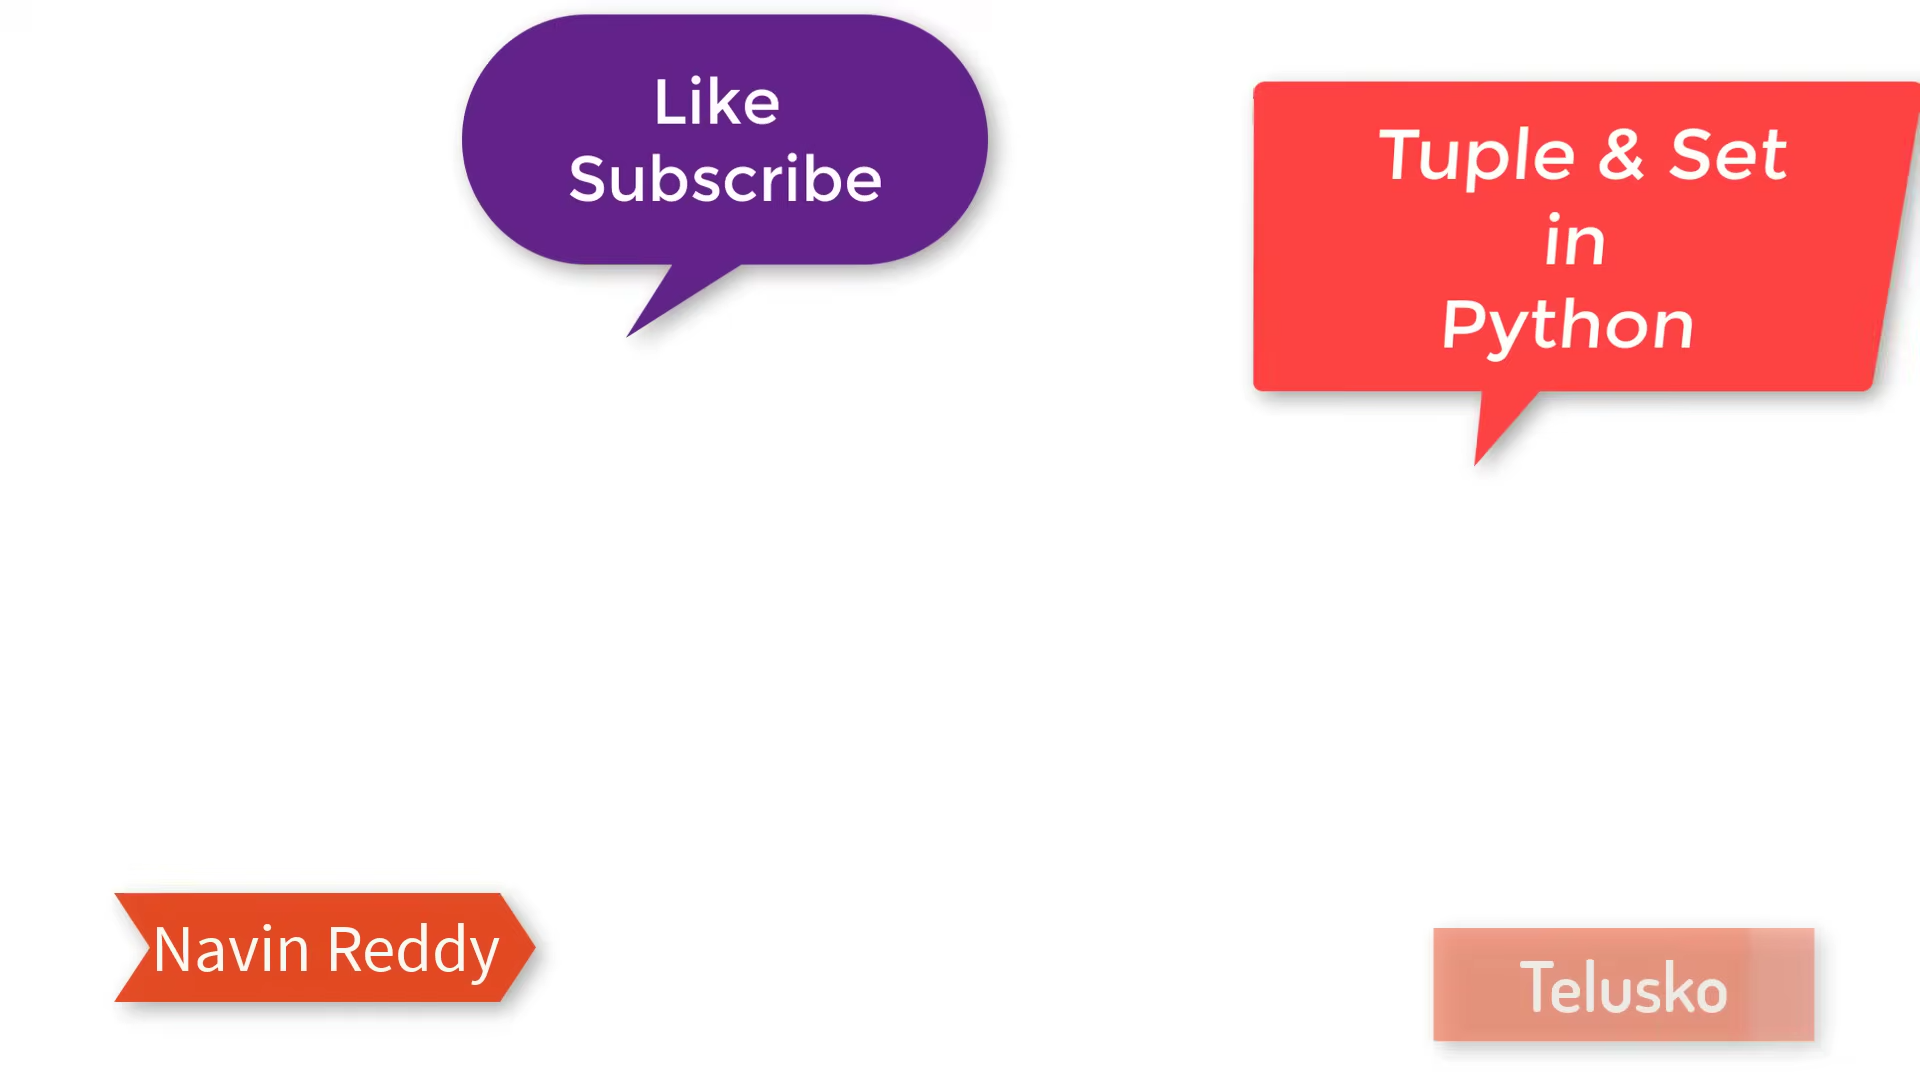 Like
Subscribe
Tuple & Set
in
Python
Navin Reddy
Telusko